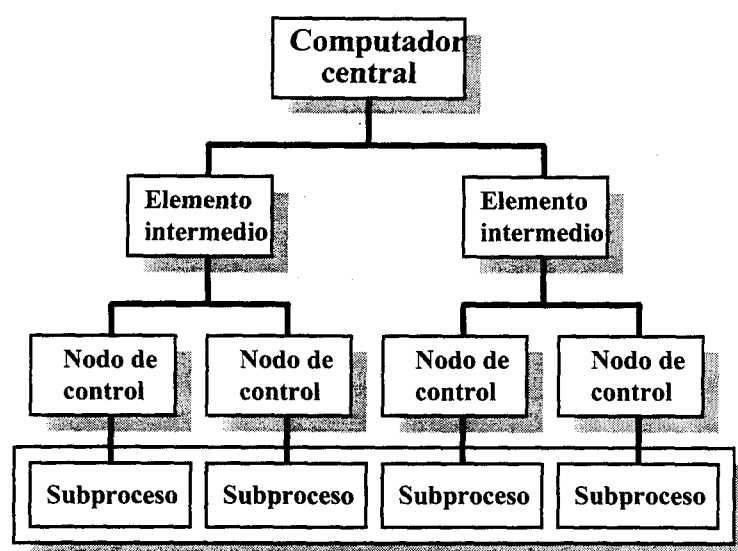 Computador
central
Elemento
intermedio
Elemento
intermedio
Nodo de
control
Nodo de
control
Nodo de
control
Nodo de
control
Subproceso
Subproceso
Subproceso
Subproceso